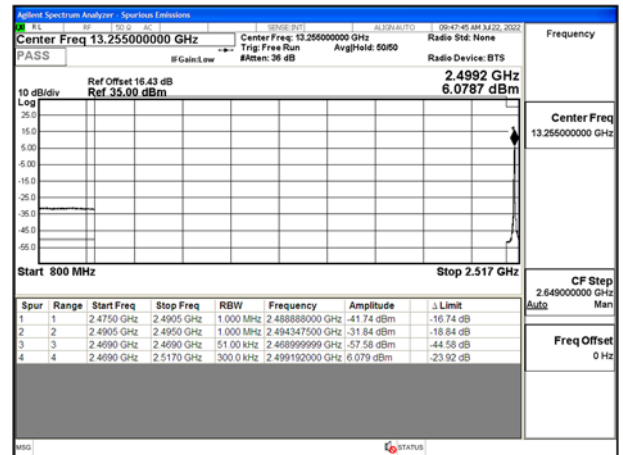 Agilent Spectrum Analyzer - Spurious Emissions
RL RF 50 Ω AC SENSE:INT ALIGNAUTO 09:47:45 AM Jul 22, 2022
Center Freq 13.255000000 GHz
Center Freq: 13.255000000 GHz
Radio Std: None
Frequency
PASS
IFGain:Low
Trig: Free Run
Avg|Hold: 50/50
#Atten: 36 dB
Radio Device: BTS
Ref Offset 16.43 dB
2.4992 GHz
10 dB/div
Ref 35.00 dBm
6.0787 dBm
Log
25.0
15.0
5.00
-5.00
-15.0
-25.0
-35.0
-45.0
-55.0
Start 800 MHz
Stop 2.517 GHz
Center Freq
13.255000000 GHz
CF Step
2.649000000 GHz
Auto Man
Freq Offset
0 Hz
Spur Range Start Freq Stop Freq RBW Frequency Amplitude Δ Limit
1 1 2.4750 GHz 2.4905 GHz 1.000 MHz 2.488888000 GHz -41.74 dBm -16.74 dB
2 2 2.4905 GHz 2.4950 GHz 1.000 MHz 2.494347500 GHz -31.84 dBm -18.84 dB
3 3 2.4690 GHz 2.4690 GHz 51.00 kHz 2.468999999 GHz -57.58 dBm -44.58 dB
4 4 2.4690 GHz 2.5170 GHz 300.0 kHz 2.499192000 GHz 6.079 dBm -23.92 dB
MSG
STATUS